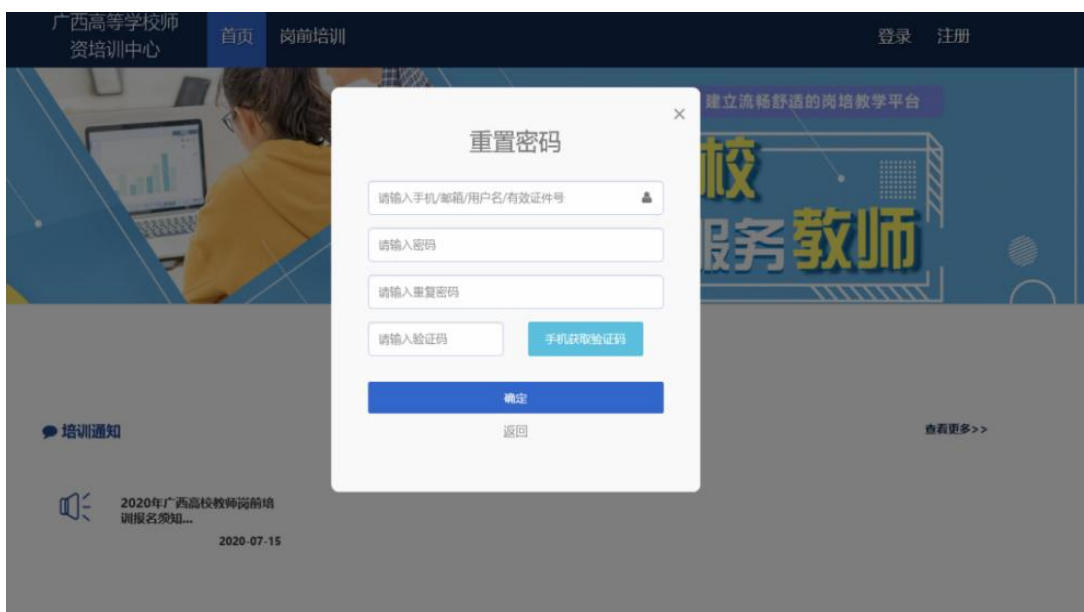 广西高等学校师
资培训中心
首页
岗前培训
登录
注册
建立流畅舒适的岗培教学平台
校
服务教师
×
重置密码
请输入手机/邮箱/用户名/有效证件号
请输入密码
请输入重复密码
请输入验证码
手机获取验证码
确定
返回
培训通知
查看更多>>
2020年广西高校教师岗前培
训报名须知...
2020-07-15